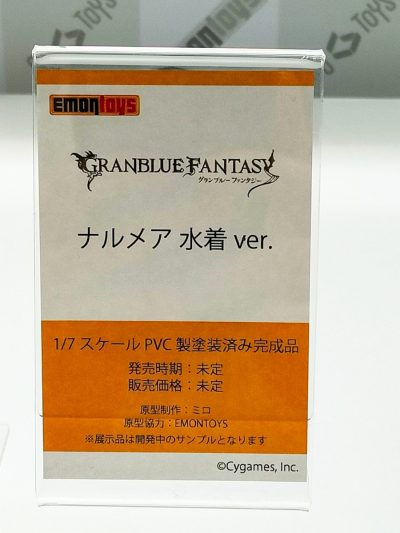 TOYS
EMONTOYS
GRANBLUE FANTASY
グランブルーファンタジー
ナルメア 水着 ver.
1/7 スケール PVC 製塗装済み完成品
発売時期：未定
販売価格：未定
原型制作：ミロ
原型協力：EMONTOYS
※展示品は開発中のサンプルとなります
©Cygames, Inc.